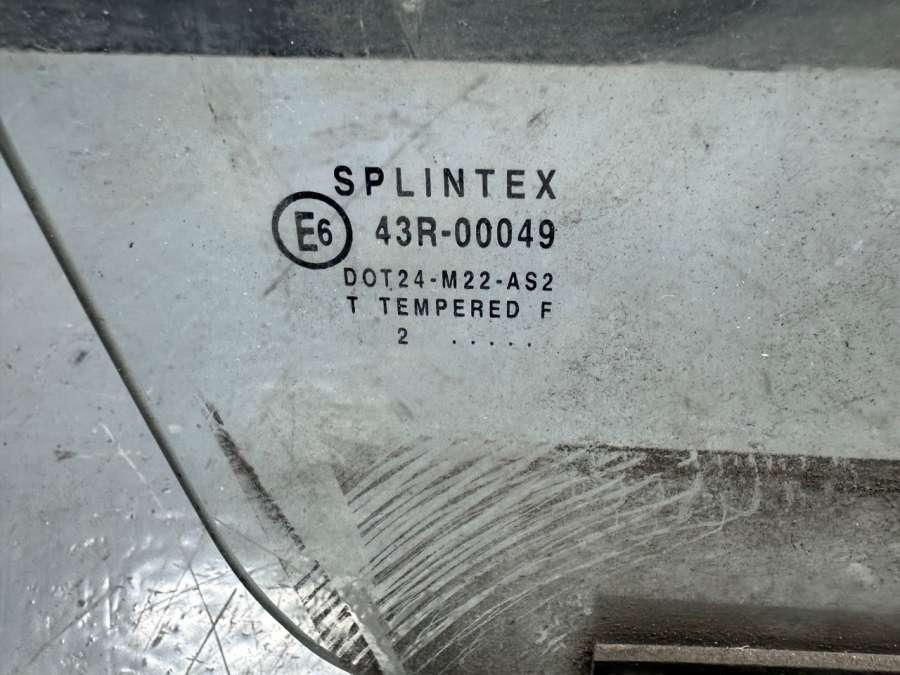 SPLINTEX
E6 43R-00049
DOT24-M22-AS2
T TEMPERED F
2 .....